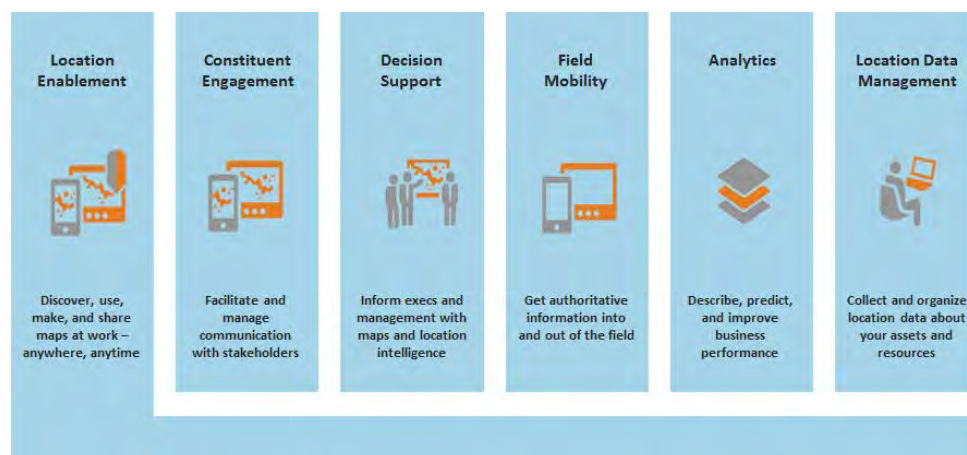 Location
Enablement
Discover, use,
make, and share
maps at work –
anywhere, anytime
Constituent
Engagement
Facilitate and
manage
communication
with stakeholders
Decision
Support
Inform execs and
management with
maps and location
intelligence
Field
Mobility
Get authoritative
information into
and out of the field
Analytics
Describe, predict,
and improve
business
performance
Location Data
Management
Collect and organize
location data about
your assets and
resources